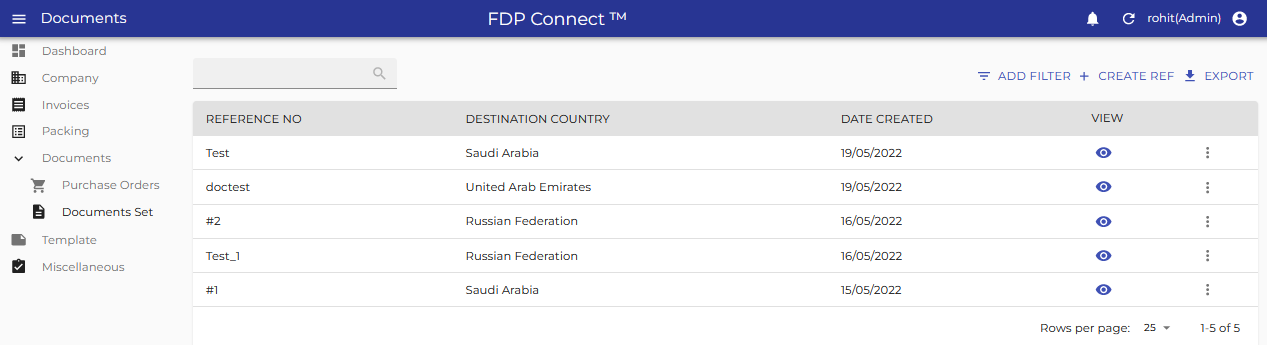 Documents FDP Connect ™ rohit(Admin)
Dashboard
Company
Invoices
Packing
Documents
Purchase Orders
Documents Set
Template
Miscellaneous
ADD FILTER CREATE REF EXPORT
REFERENCE NO DESTINATION COUNTRY DATE CREATED VIEW
Test Saudi Arabia 19/05/2022
doctest United Arab Emirates 19/05/2022
#2 Russian Federation 16/05/2022
Test_1 Russian Federation 16/05/2022
#1 Saudi Arabia 15/05/2022
Rows per page: 25 1-5 of 5